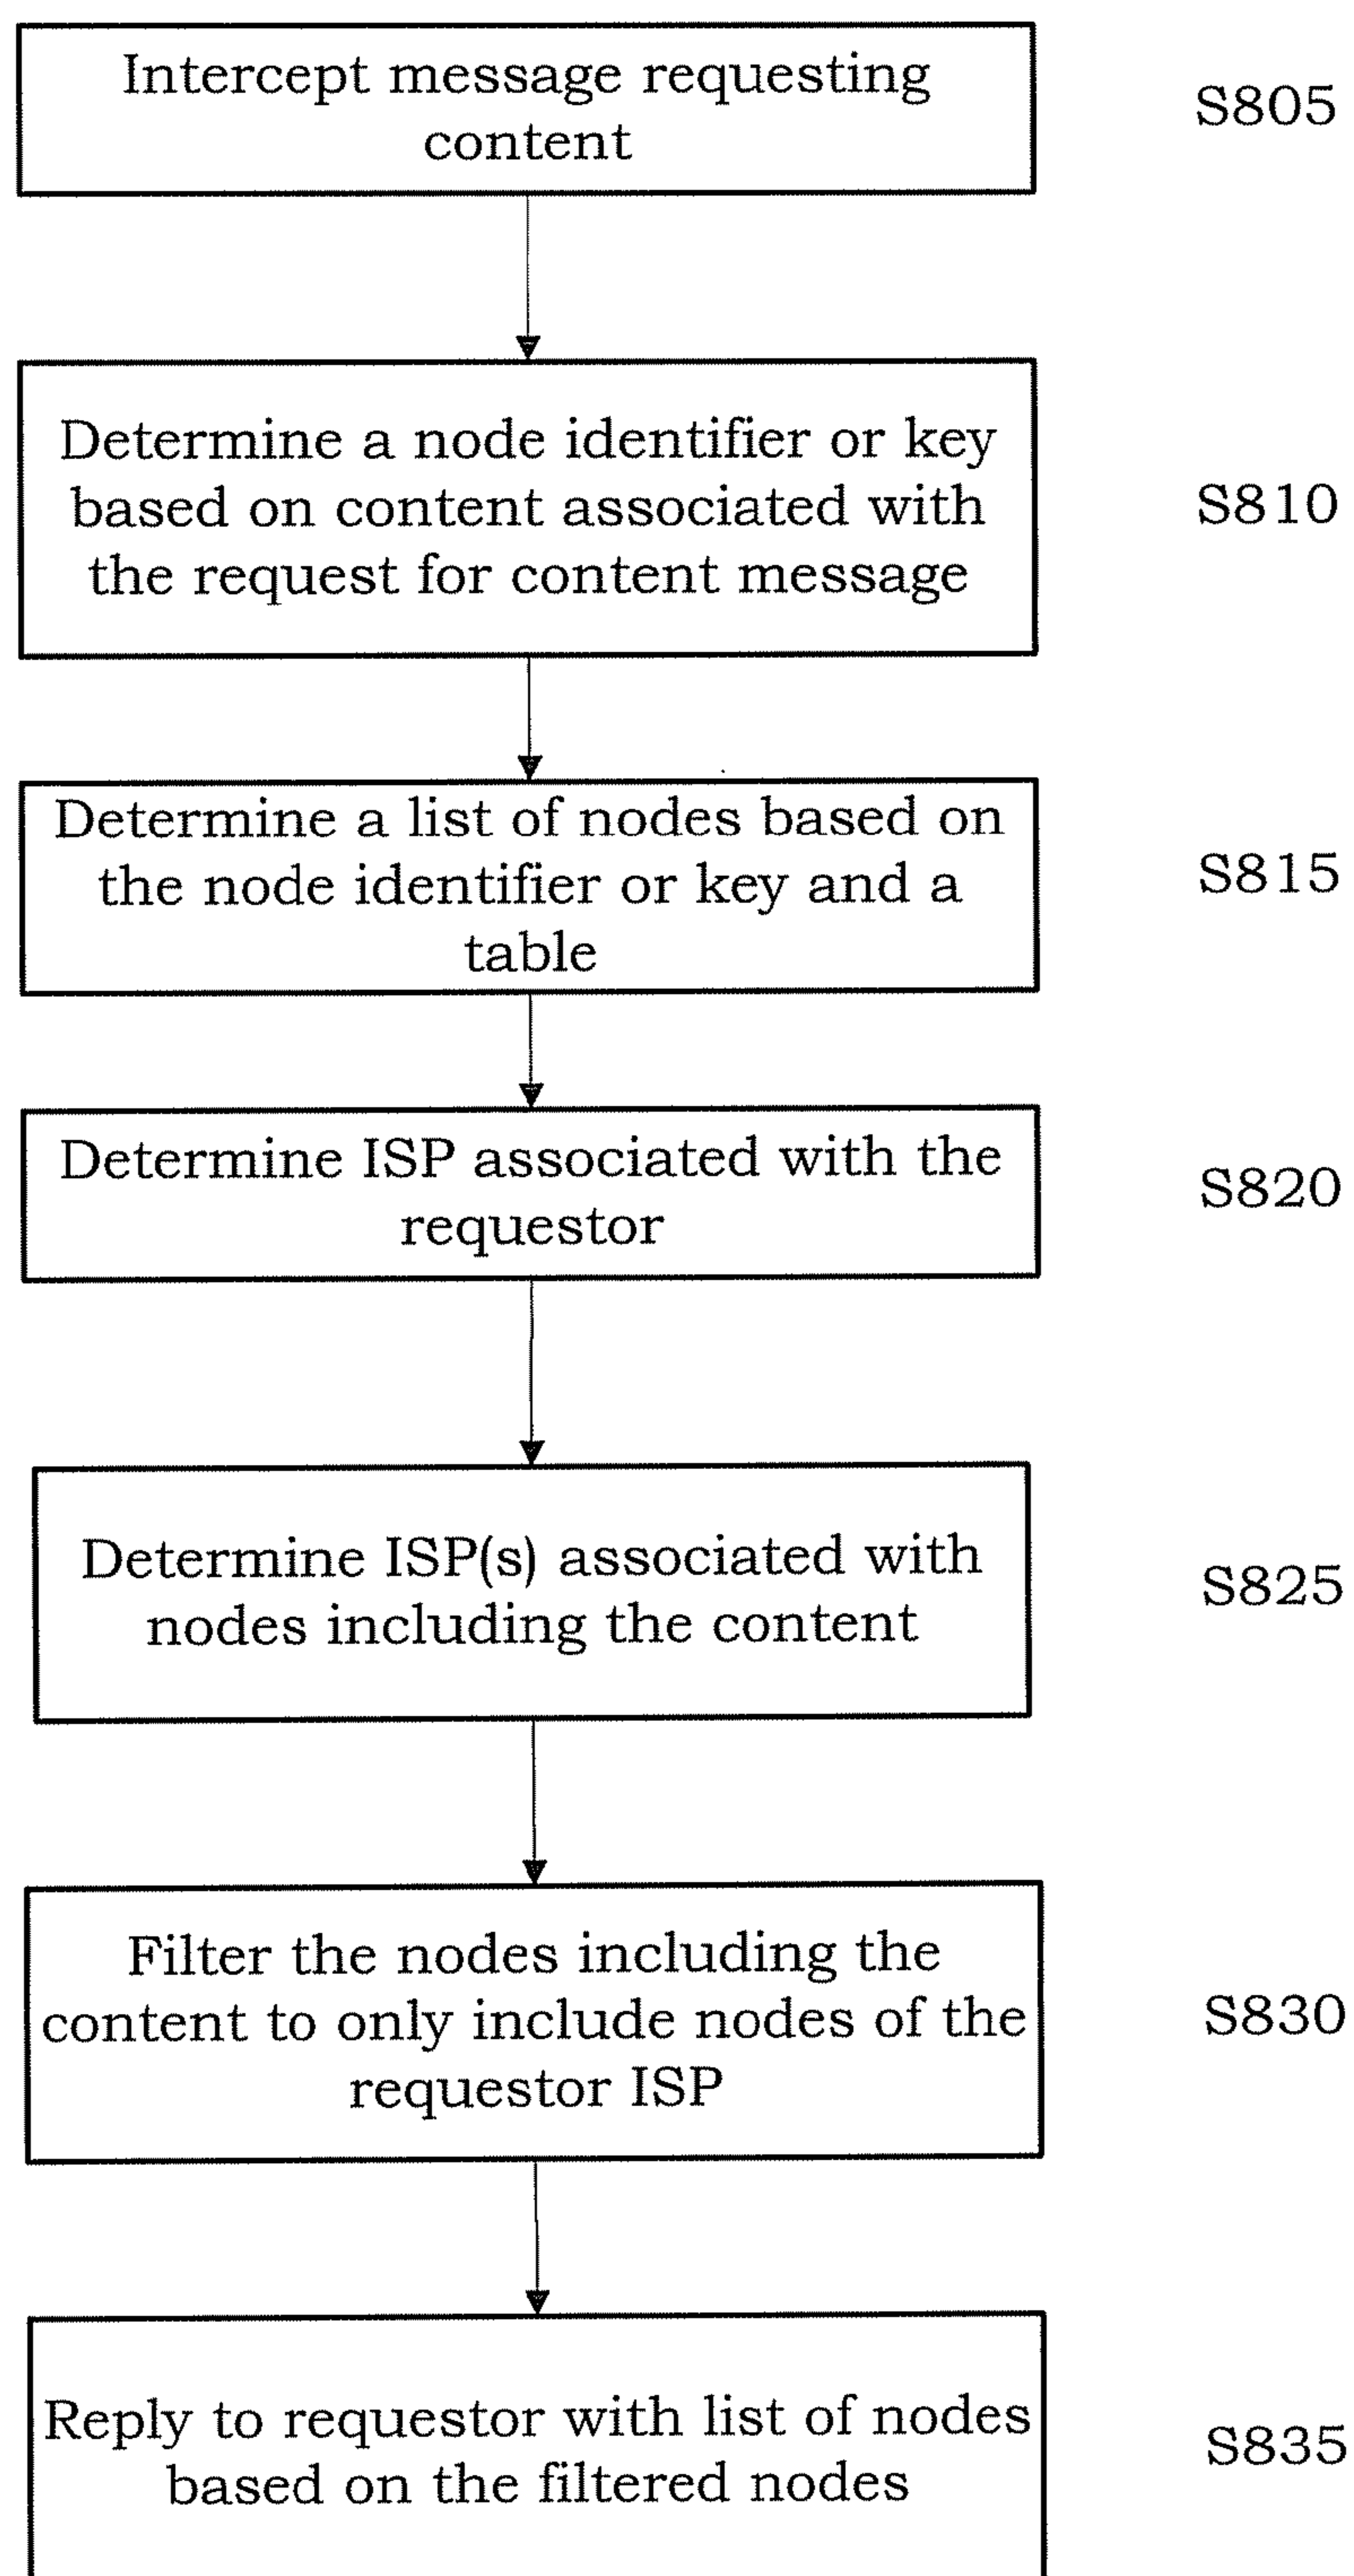 Intercept message requesting
content
S805
Determine a node identifier or key
based on content associated with
the request for content message
S810
Determine a list of nodes based on
the node identifier or key and a
table
S815
Determine ISP associated with the
requestor
S820
Determine ISP(s) associated with
nodes including the content
S825
Filter the nodes including the
content to only include nodes of the
requestor ISP
S830
Reply to requestor with list of nodes
based on the filtered nodes
S835